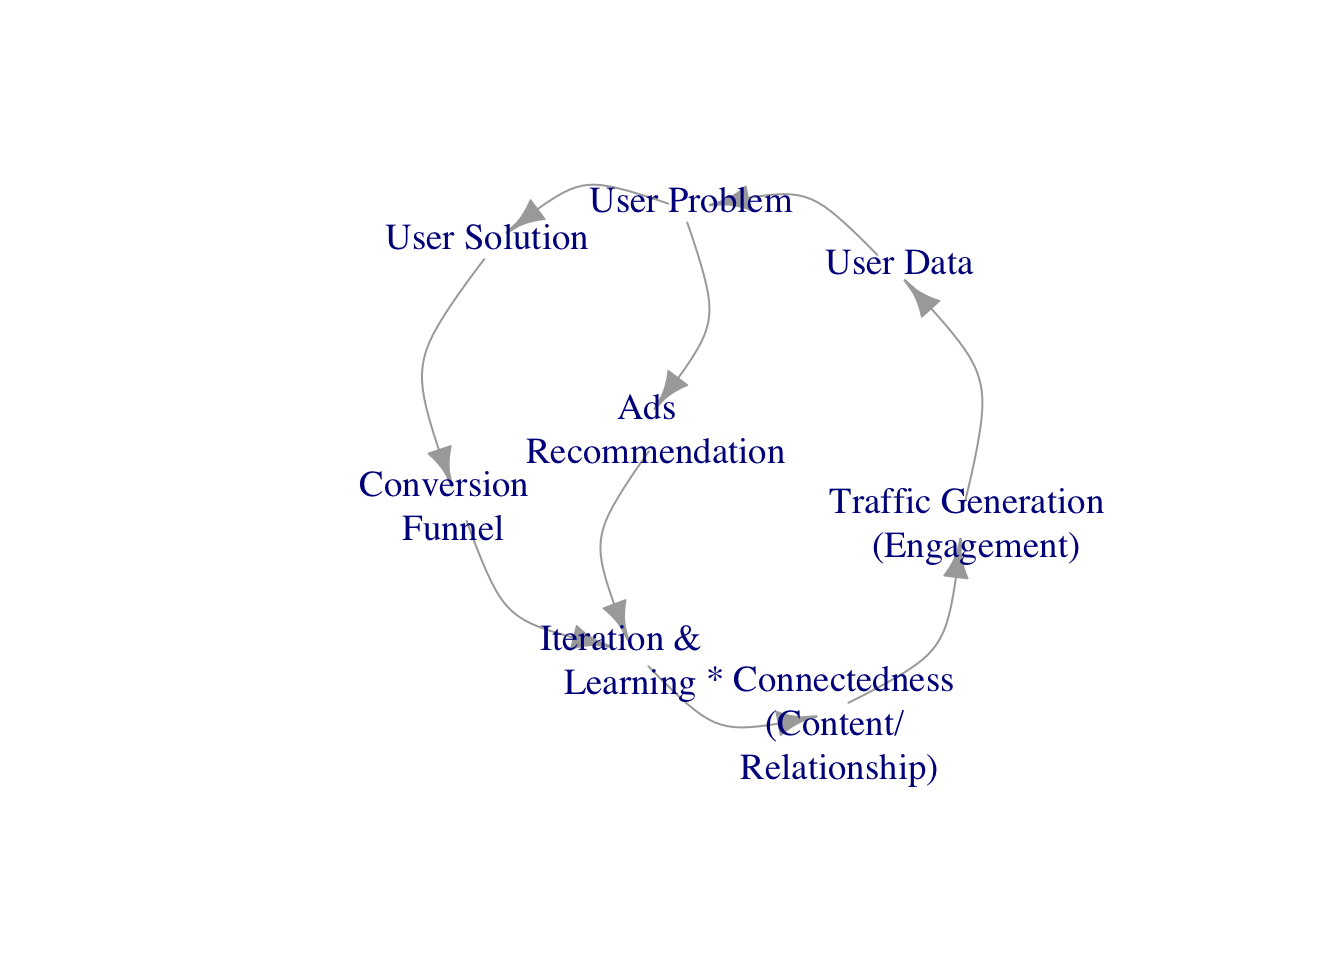 User Problem
User Solution
User Data
Ads
Recommendation
Conversion
Funnel
Traffic Generation
(Engagement)
Iteration &
Learning
* Connectedness
(Content/
Relationship)